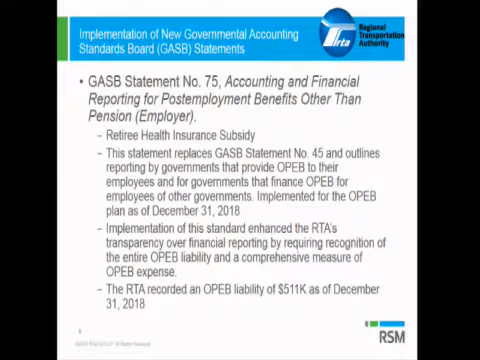 Implementation of New Governmental Accounting
Standards Board (GASB) Statements
rta
Regional
Transportation
Authority
• GASB Statement No. 75, Accounting and Financial
Reporting for Postemployment Benefits Other Than
Pension (Employer).
– Retiree Health Insurance Subsidy
– This statement replaces GASB Statement No. 45 and outlines
reporting by governments that provide OPEB to their
employees and for governments that finance OPEB for
employees of other governments. Implemented for the OPEB
plan as of December 31, 2018
– Implementation of this standard enhanced the RTA's
transparency over financial reporting by requiring recognition of
the entire OPEB liability and a comprehensive measure of
OPEB expense.
– The RTA recorded an OPEB liability of $511K as of December
31, 2018
All Rights Reserved
RSM